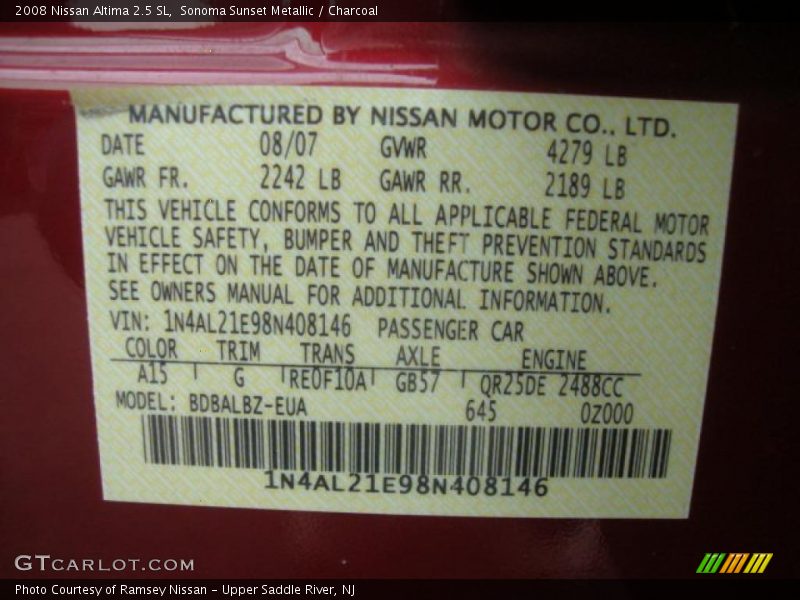 2008 Nissan Altima 2.5 SL,  Sonoma Sunset Metallic / Charcoal
MANUFACTURED BY NISSAN MOTOR CO., LTD.
DATE 08/07 GVWR 4279 LB
GAWR FR. 2242 LB GAWR RR. 2189 LB
THIS VEHICLE CONFORMS TO ALL APPLICABLE FEDERAL MOTOR
VEHICLE SAFETY, BUMPER AND THEFT PREVENTION STANDARDS
IN EFFECT ON THE DATE OF MANUFACTURE SHOWN ABOVE.
SEE OWNERS MANUAL FOR ADDITIONAL INFORMATION.
VIN: 1N4AL21E98N408146 PASSENGER CAR
COLOR TRIM TRANS AXLE ENGINE
A15 G RE0F10A GB57 QR25DE 2488CC
MODEL: BDBALBZ-EUA 645 0Z000
1N4AL21E98N408146
GTCARLOT.COM
Photo Courtesy of Ramsey Nissan - Upper Saddle River, NJ